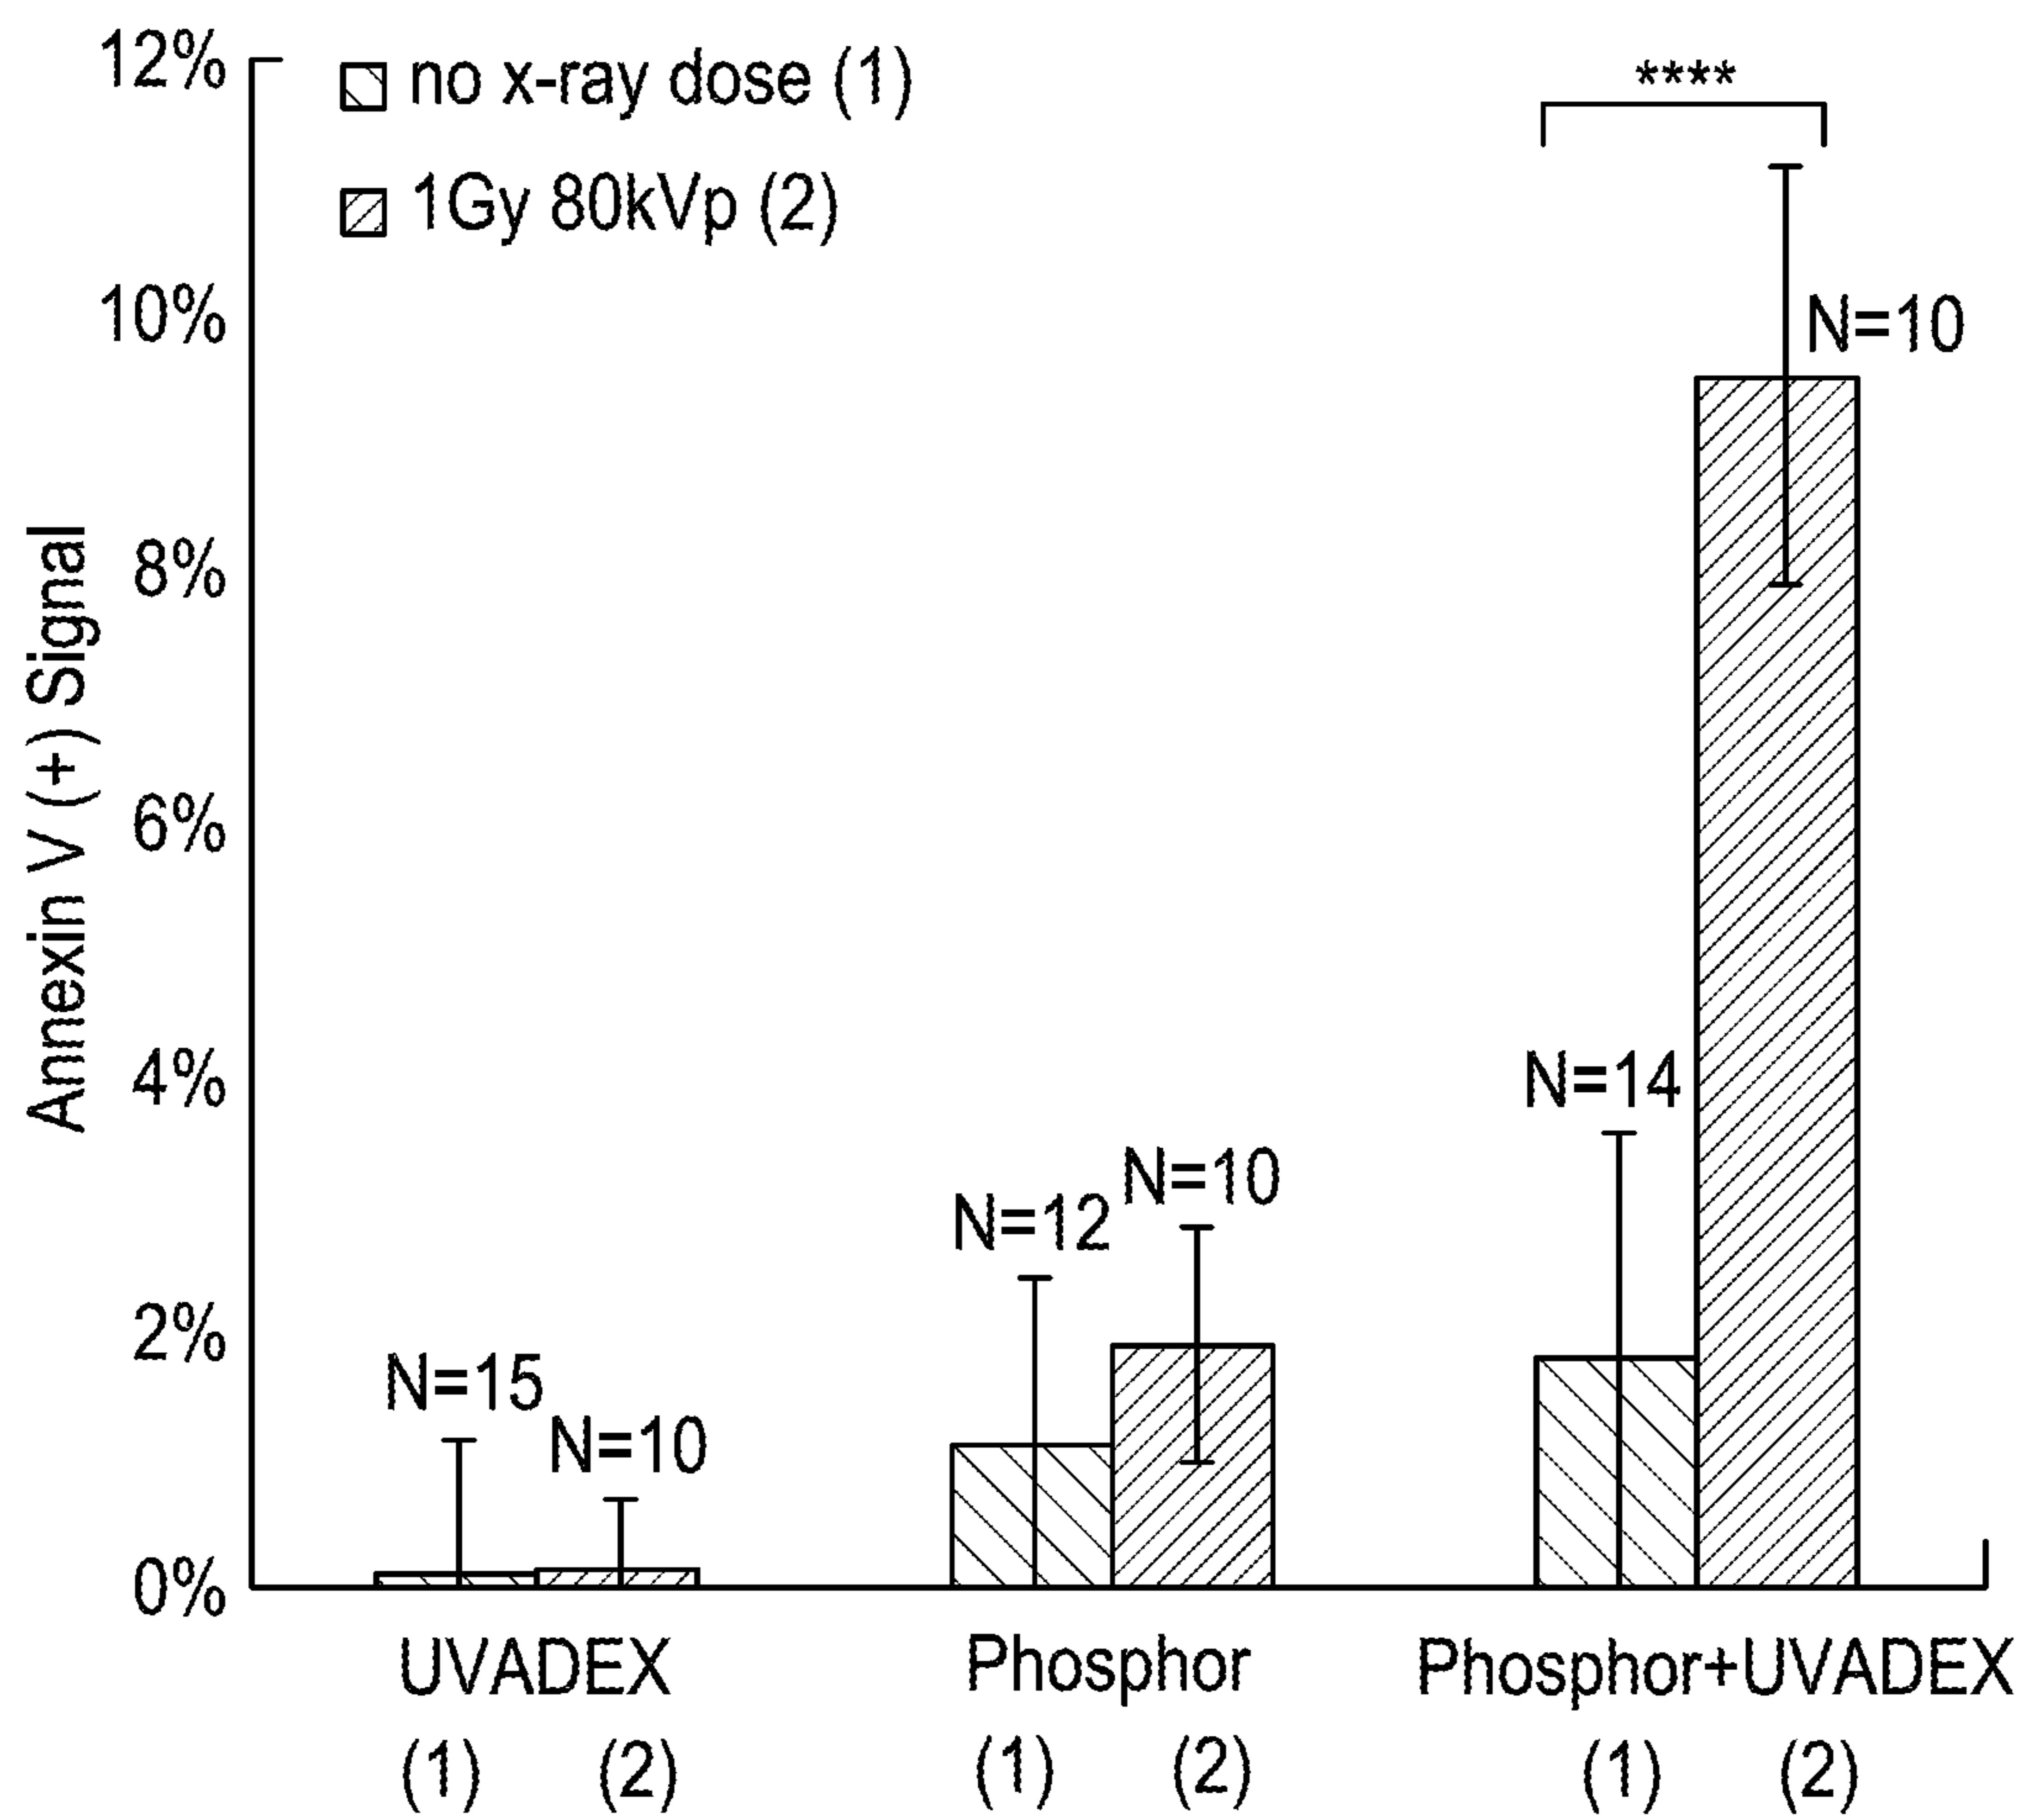 12%
10%
8%
6%
4%
2%
0%
Annexin V (+) Signal
no x-ray dose (1)
1Gy 80kVp (2)
****
N=15
N=10
N=12
N=10
N=14
N=10
UVADEX
(1) (2)
Phosphor
(1) (2)
Phosphor+UVADEX
(1) (2)